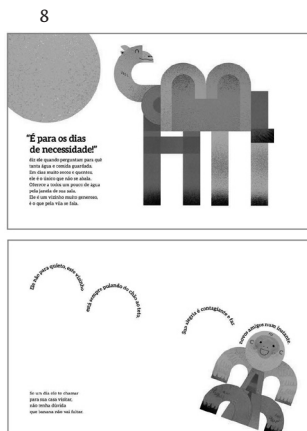 8
"É para os dias
de necessidade!"
diz ele quando perguntam para quê
tanta água e comida guardada.
Em dias muito secos e quentes,
ele é o único que não se abala.
Oferece a todos um pouco de água
pela janela de sua sala.
Ele é um vizinho muito generoso,
é o que pela vila se fala.
Ele não para quieto, este vizinho
está sempre pulando do chão ao teto.
Sua alegria é contagiante e faz
novos amigos num instante.
Se um dia ele te chamar
para sua casa visitar,
não tenha dúvida
que banana não vai faltar.